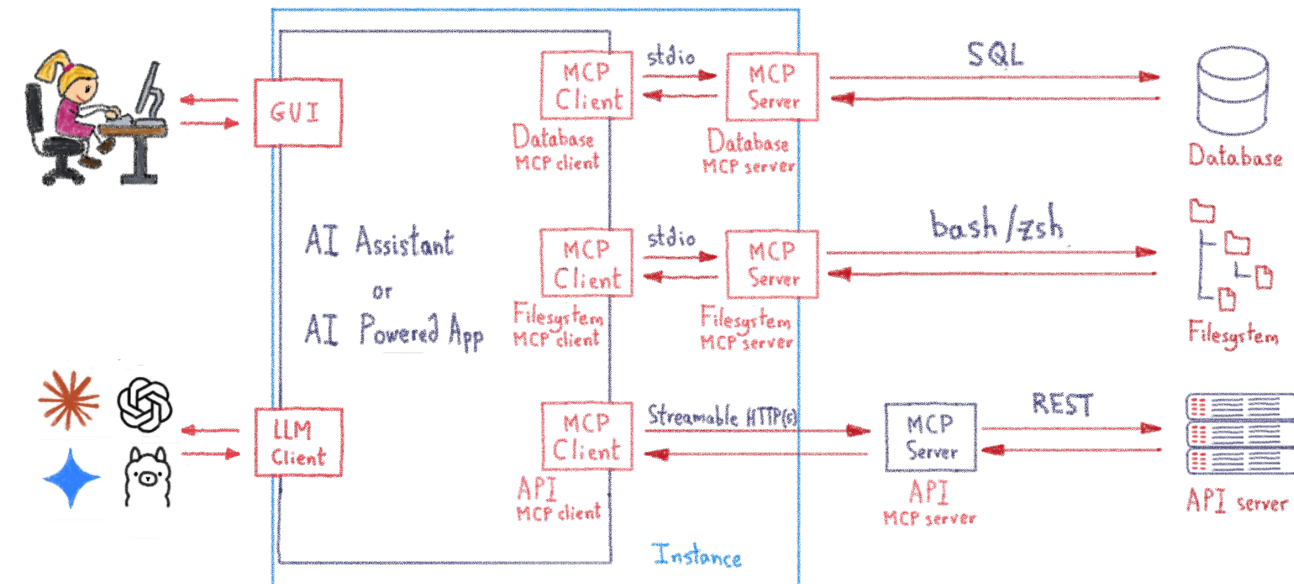 GUI
AI Assistant
or
AI Powered App
LLM
Client
MCP
Client
Database
MCP client
stdio
MCP
Server
Database
MCP server
SQL
Database
MCP
Client
Filesystem
MCP client
stdio
MCP
Server
Filesystem
MCP server
bash/zsh
Filesystem
MCP
Client
API
MCP client
Streamable HTTP(s)
MCP
Server
API
MCP server
REST
API server
Instance